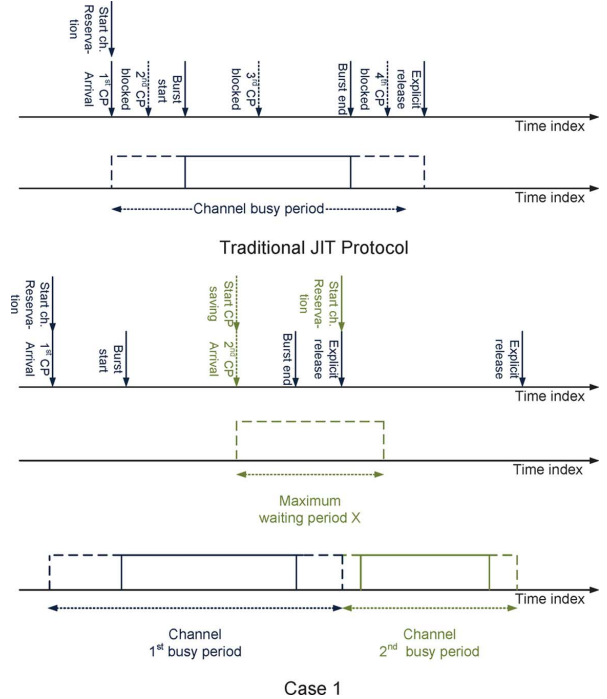 Start ch.
Reserva-
tion
1st CP
Arrival
2nd CP
blocked
Burst
start
3rd CP
blocked
Burst end
4th CP
blocked
Explicit
release
Time index
Channel busy period
Time index
Traditional JIT Protocol
Start ch.
Reserva-
tion
1st CP
Arrival
Burst
start
Start CP
saving
2nd CP
Arrival
Burst end
Start ch.
Reserva-
tion
Explicit
release
Explicit
release
Time index
Time index
Maximum
waiting period X
Time index
Channel
1st busy period
Channel
2nd busy period
Case 1